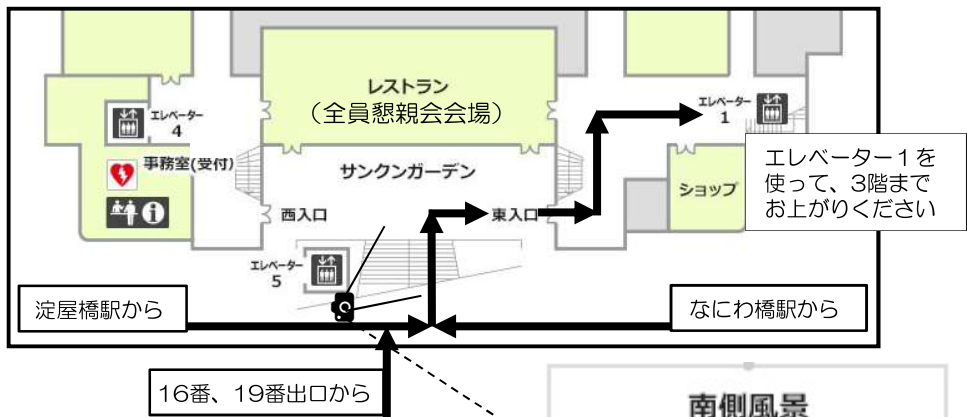 レストラン
（全員懇親会会場）
エレベーター
4
エレベーター
1
事務室(受付)
サンクンガーデン
エレベーター１を
使って、3階まで
お上がりください
ショップ
西入口
東入口
エレベーター
5
淀屋橋駅から
なにわ橋駅から
16番、19番出口から
南側風景